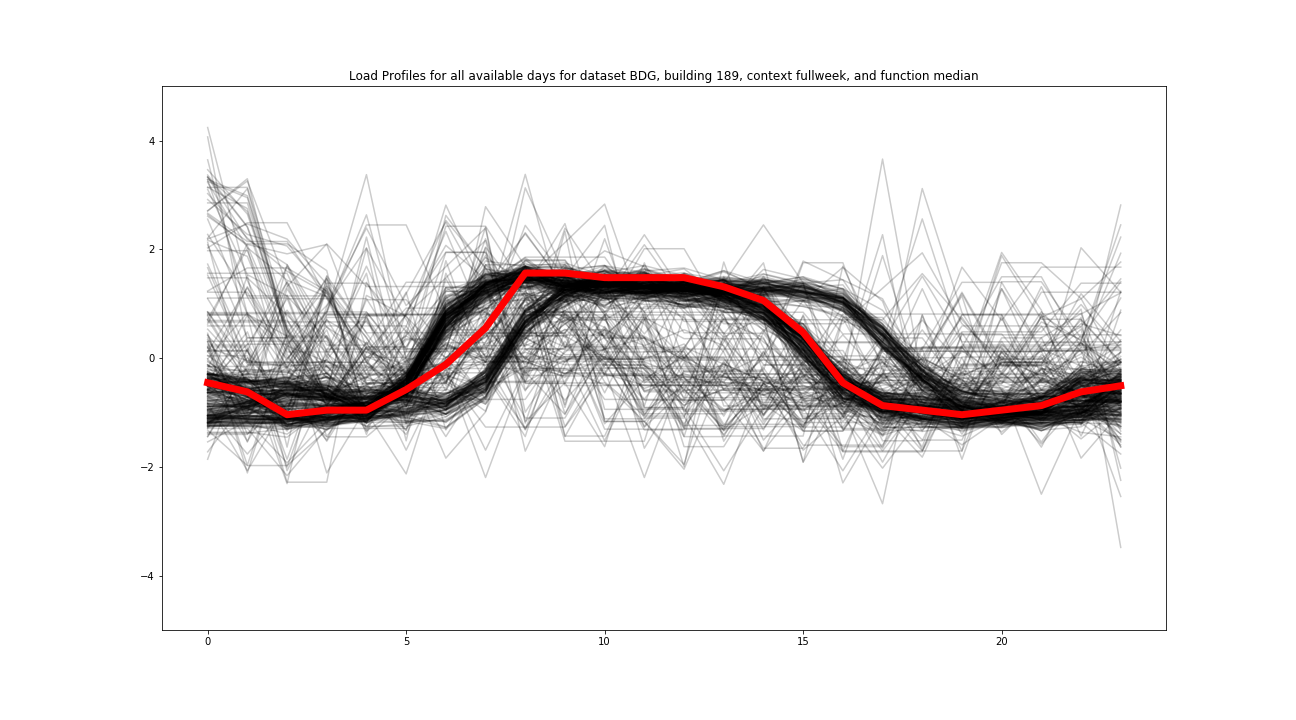 Load Profiles for all available days for dataset BDG, building 189, context fullweek, and function median
4
2
0
−2
−4
0 5 10 15 20